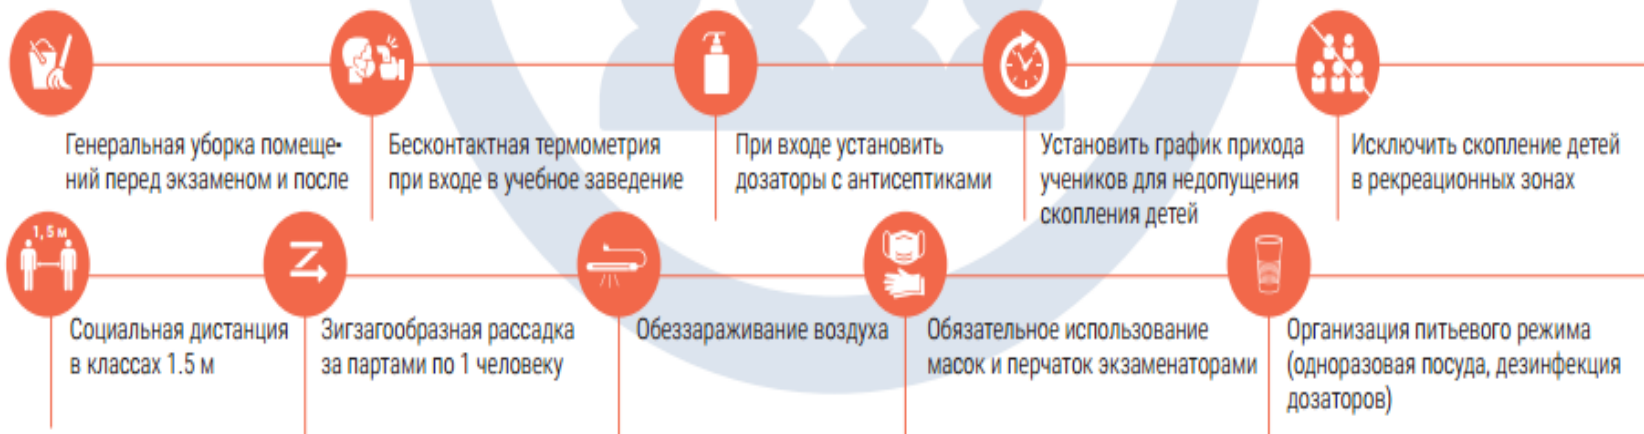 Генеральная уборка помеще-
ний перед экзаменом и после
Бесконтактная термометрия
при входе в учебное заведение
При входе установить
дозаторы с антисептиками
Установить график прихода
учеников для недопущения
скопления детей
Исключить скопление детей
в рекреационных зонах
1,5 м
Социальная дистанция
в классах 1.5 м
Зигзагообразная рассадка
за партами по 1 человеку
Обеззараживание воздуха
Обязательное использование
масок и перчаток экзаменаторами
Организация питьевого режима
(одноразовая посуда, дезинфекция
дозаторов)